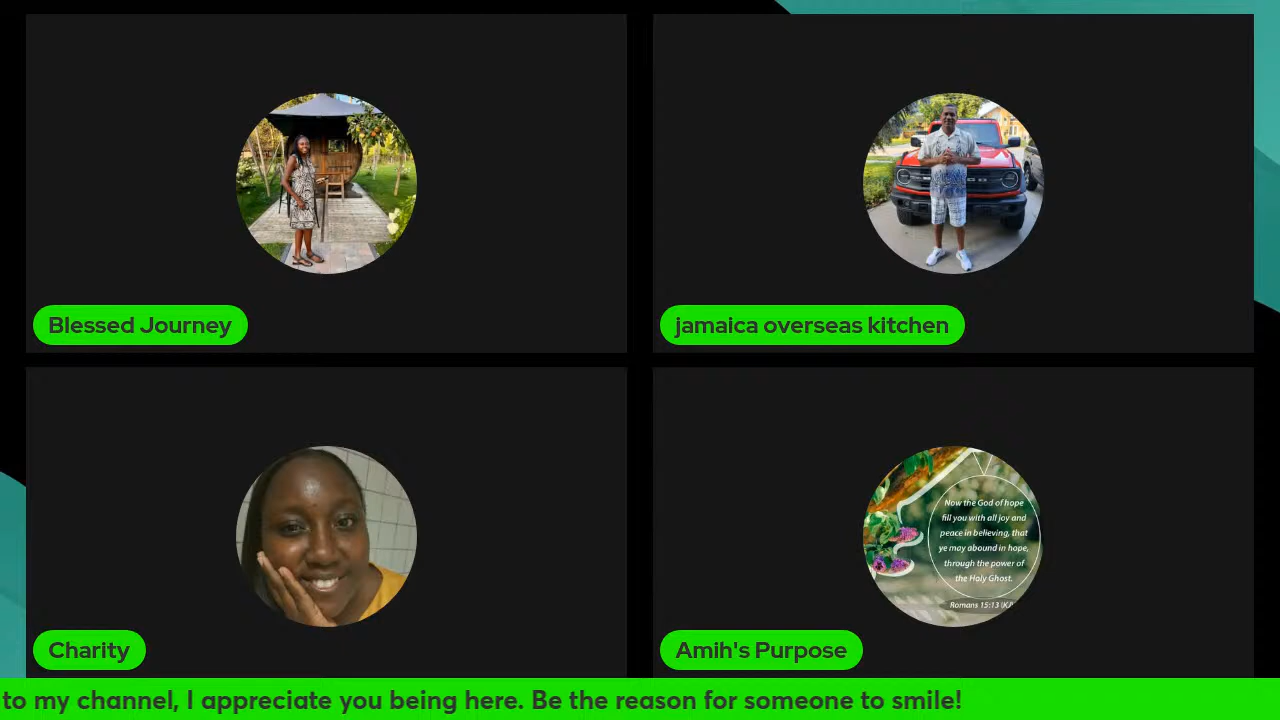 Blessed Journey
jamaica overseas kitchen
Charity
Now the God of hope
fill you with all joy and
peace in believing, that
ye may abound in hope,
through the power of
the Holy Ghost.
Romans 15:13 (KJ
Amih's Purpose
to my channel, I appreciate you being here. Be the reason for someone to smile!